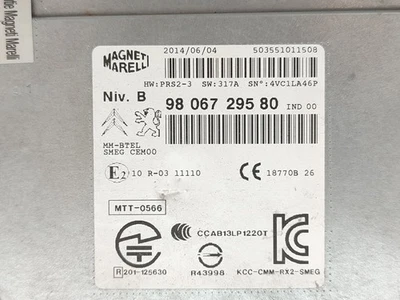 tie Magneti Marelli
MAGNETI MARELLI
2014/06/04 503551011508
HW:PRS2-3 SW:317A SN°:4VC1LA46P
Niv. B 98 067 295 80 IND 00
MM-BTEL
SMEG CEM00
E2 10 R-03 11110 CE 18770B 26
MTT-0566
CCAB13LP1220T
R 201-125630 R43998 KCC-CMM-RX2-SMEG